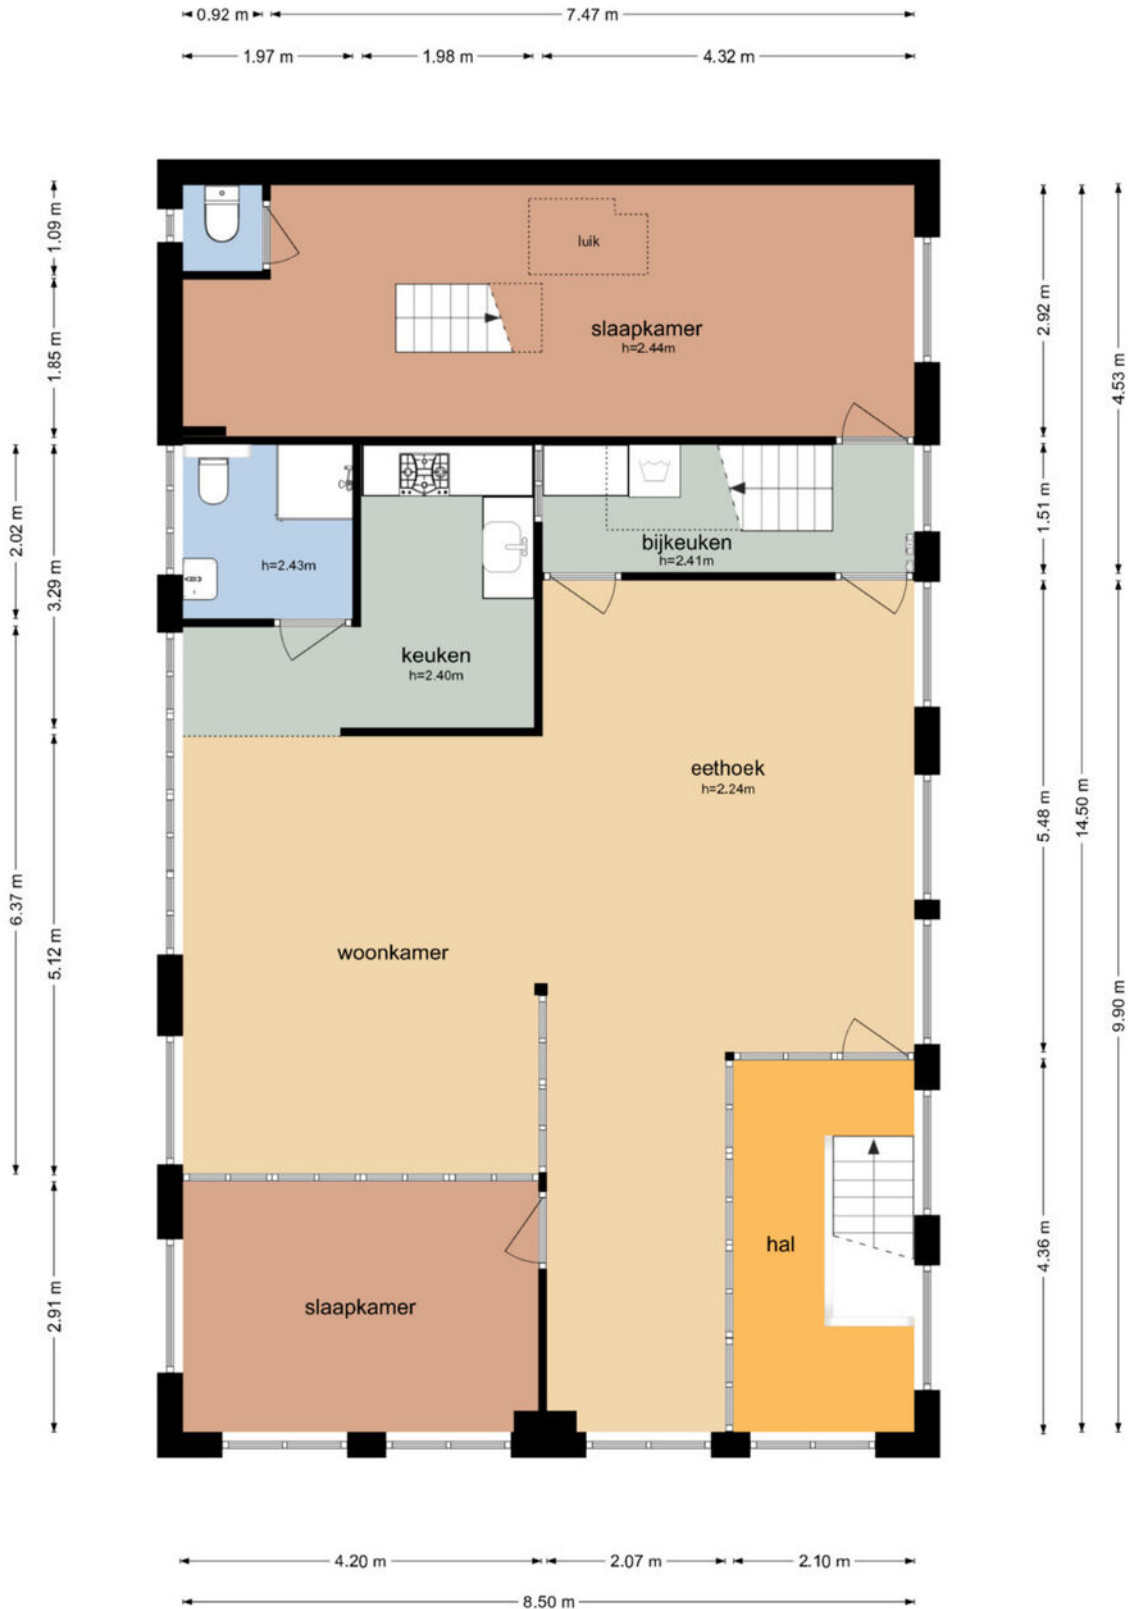 0.92 m
7.47 m
1.97 m
1.98 m
4.32 m
1.09 m
luik
slaapkamer
h=2.44m
2.92 m
1.85 m
4.53 m
2.02 m
3.29 m
h=2.43m
bijkeuken
h=2.41m
1.51 m
keuken
h=2.40m
eethoek
h=2.24m
14.50 m
5.48 m
6.37 m
5.12 m
woonkamer
9.90 m
hal
4.36 m
2.91 m
slaapkamer
4.20 m
2.07 m
2.10 m
8.50 m